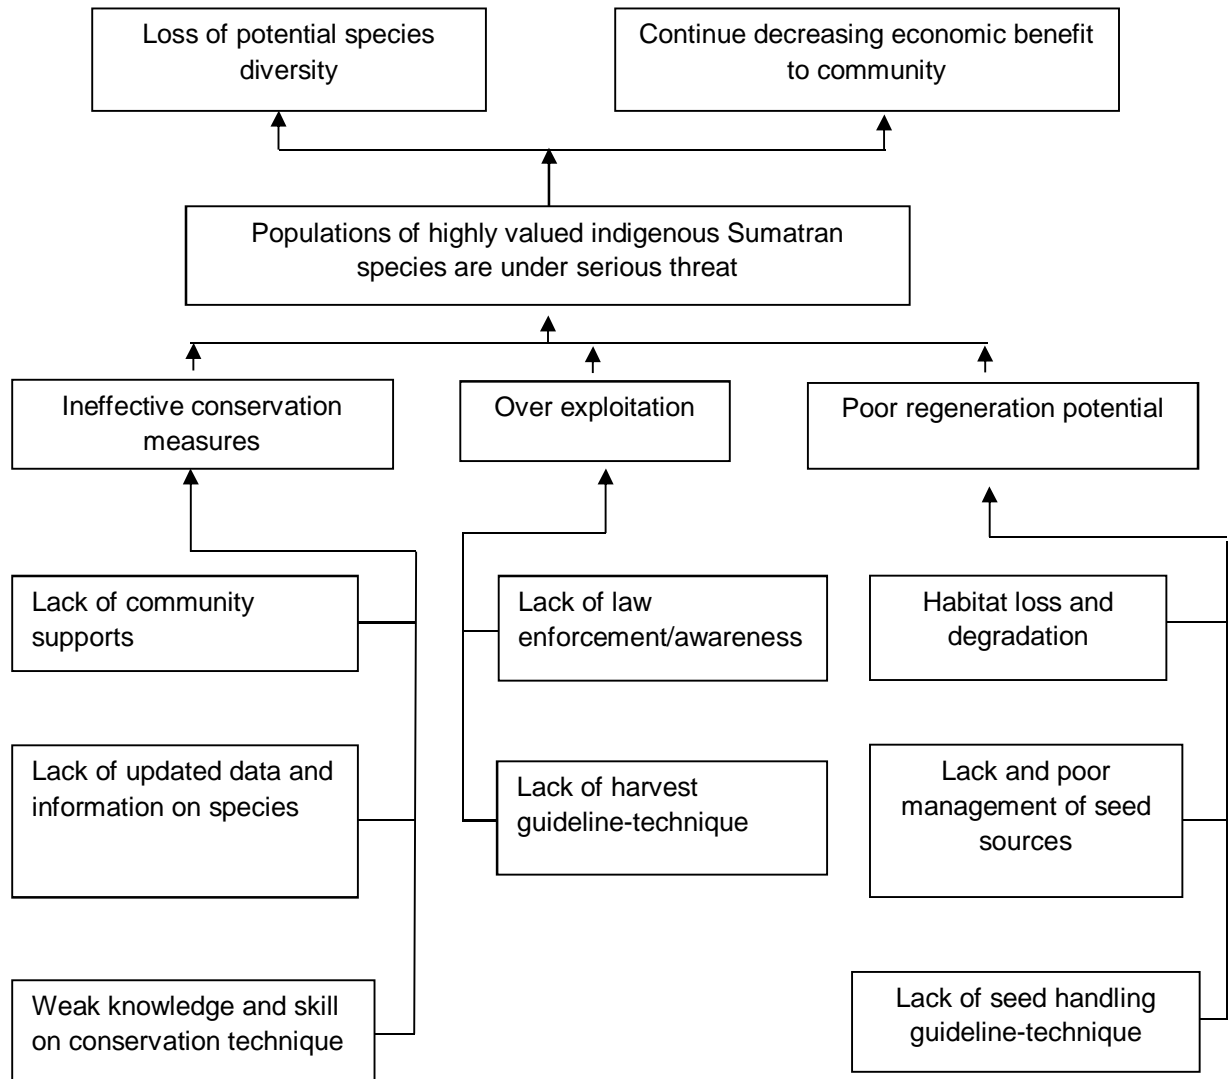 Loss of potential species
diversity
Continue decreasing economic benefit
to community
Populations of highly valued indigenous Sumatran
species are under serious threat
Ineffective conservation
measures
Over exploitation
Poor regeneration potential
Lack of community
supports
Lack of law
enforcement/awareness
Habitat loss and
degradation
Lack of updated data and
information on species
Lack of harvest
guideline-technique
Lack and poor
management of seed
sources
Weak knowledge and skill
on conservation technique
Lack of seed handling
guideline-technique